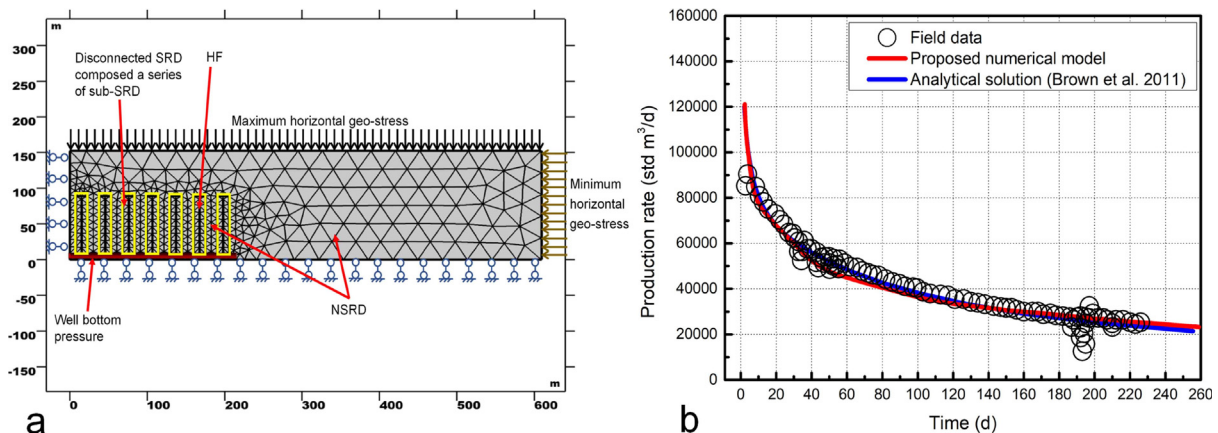 m
300
250
200
150
100
50
0
-50
-100
-150
0
100
200
300
400
500
600
m
Disconnected SRD
composed a series
of sub-SRD
HF
Maximum horizontal geo-stress
Minimum
horizontal
geo-stress
Well bottom
pressure
NSRD
a
160000
140000
120000
100000
80000
60000
40000
20000
0
Production rate (std m³/d)
Field data
Proposed numerical model
Analytical solution (Brown et al. 2011)
0 20 40 60 80 100 120 140 160 180 200 220 240 260
Time (d)
b